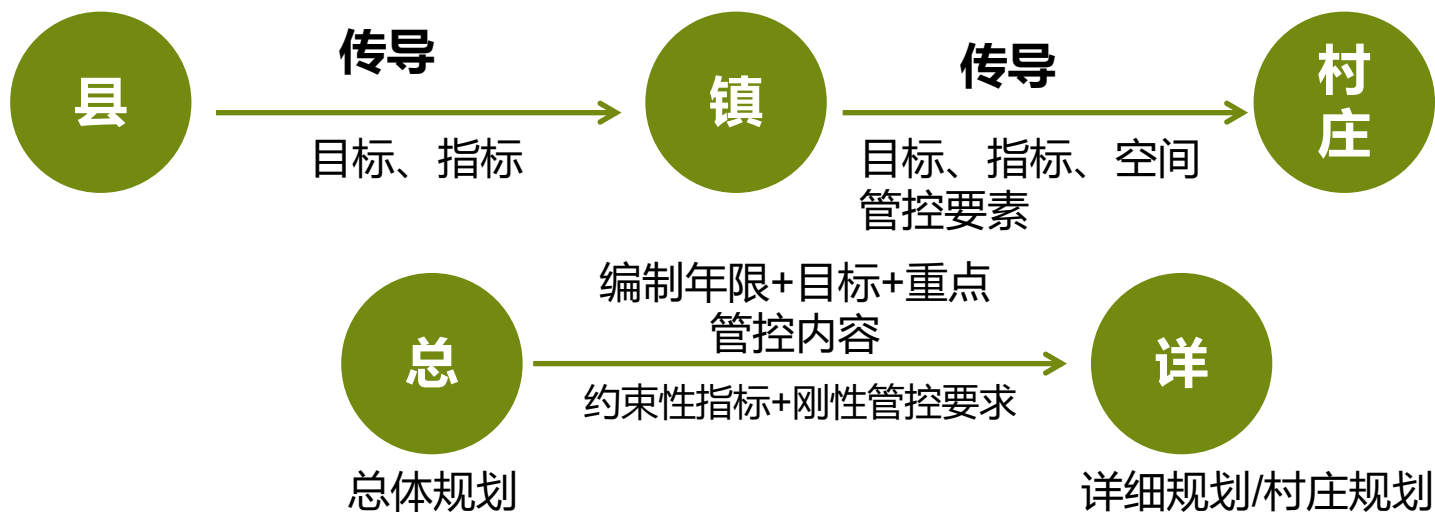 县
传导
目标、指标
镇
传导
目标、指标、空间
管控要素
村
庄
总
编制年限+目标+重点
管控内容
约束性指标+刚性管控要求
详
总体规划
详细规划/村庄规划